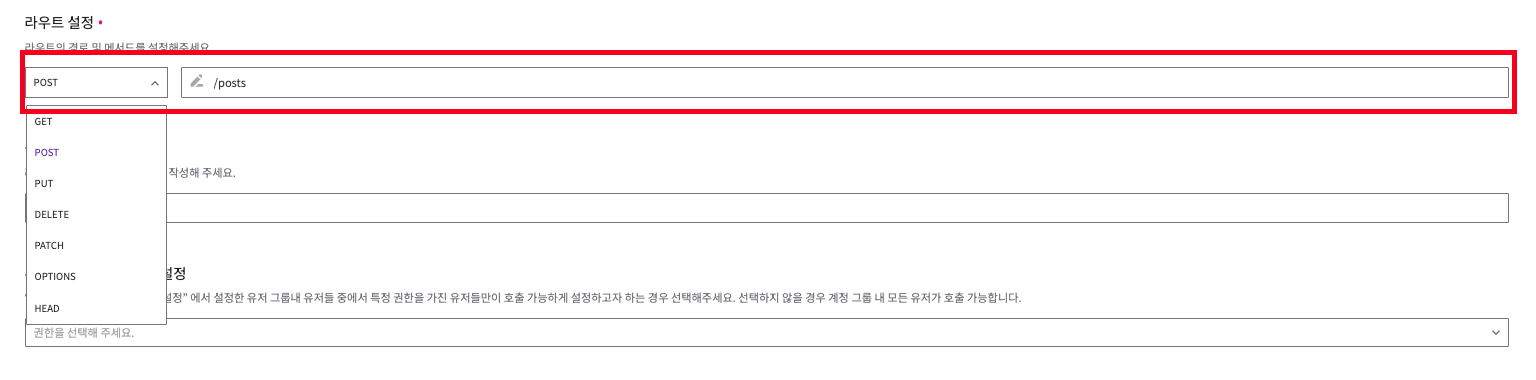 라우트 설정
라우트의 경로 및 메서드를 설정해주세요
POST
/posts
GET
POST
PUT
작성해 주세요.
DELETE
PATCH
OPTIONS
설정
설정” 에서 설정한 유저 그룹내 유저들 중에서 특정 권한을 가진 유저들만이 호출 가능하게 설정하고자 하는 경우 선택해주세요. 선택하지 않을 경우 계정 그룹 내 모든 유저가 호출 가능합니다.
HEAD
권한을 선택해 주세요.